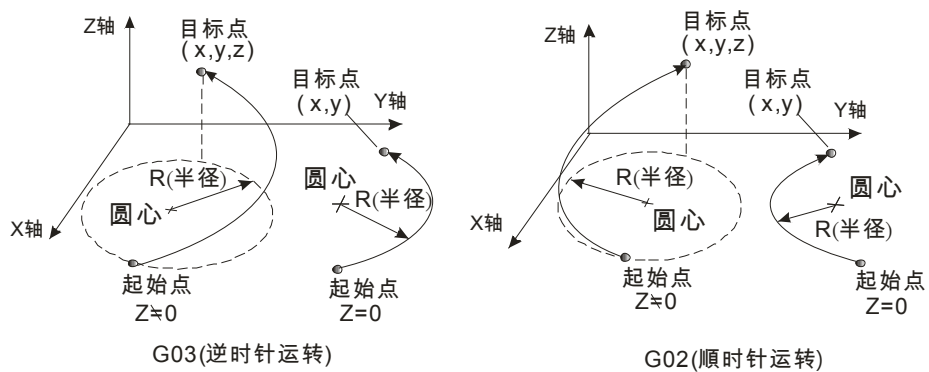 Z轴
目标点
(x,y,z)
目标点
(x,y)
Y轴
R(半径)
圆心
圆心
R(半径)
X轴
起始点
Z≒0
起始点
Z=0
G03(逆时针运转)
Z轴
目标点
(x,y,z)
目标点
(x,y)
Y轴
R(半径)
圆心
圆心
R(半径)
X轴
起始点
Z≒0
起始点
Z=0
G02(順时针运转)